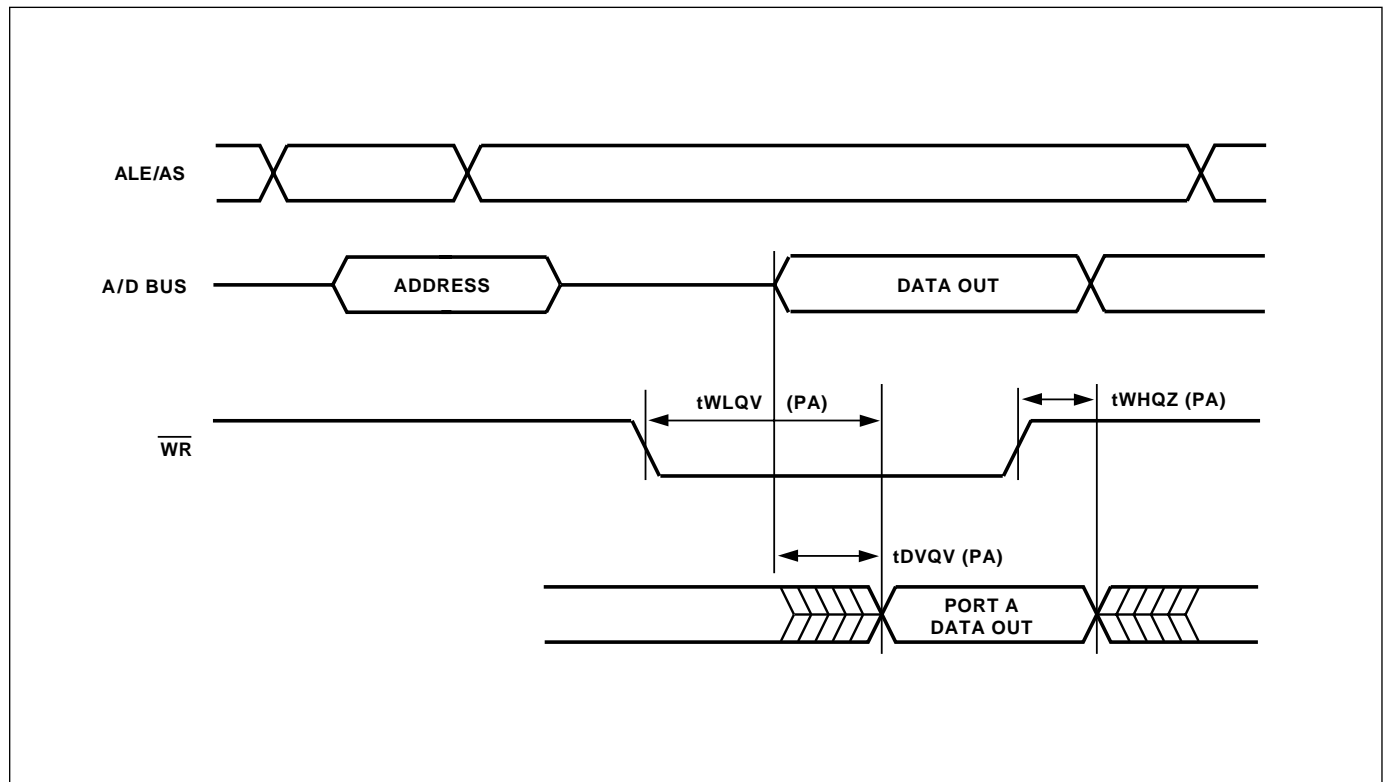 ALE/AS
A/D BUS
ADDRESS
DATA OUT
tWLQV (PA)
tWHQZ (PA)
WR
tDVQV (PA)
PORT A
DATA OUT